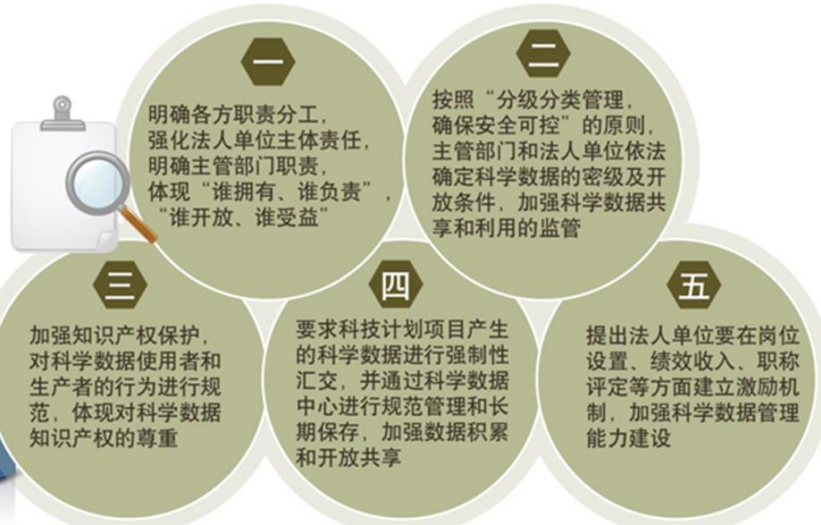 一
明确各方职责分工，
强化法人单位主体责任，
明确主管部门职责，
体现“谁拥有、谁负责”，
“谁开放、谁受益”
二
按照“分级分类管理，
确保安全可控”的原则，
主管部门和法人单位依法
确定科学数据的密级及开
放条件，加强科学数据共
享和利用的监管
三
加强知识产权保护，
对科学数据使用者和
生产者的行为进行规
范，体现对科学数据
知识产权的尊重
四
要求科技计划项目产生
的科学数据进行强制性
汇交，并通过科学数据
中心进行规范管理和长
期保存，加强数据积累
和开放共享
五
提出法人单位要在岗位
设置、绩效收入、职称
评定等方面建立激励机
制，加强科学数据管理
能力建设